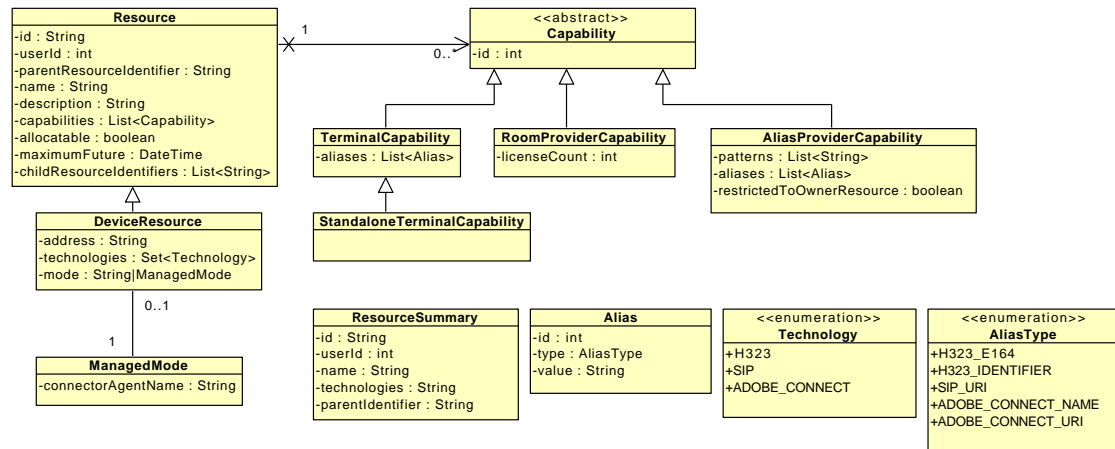 Resource
-id : String
-userId : int
-parentResourceIdentifier : String
-name : String
-description : String
-capabilities : List<Capability>
-allocatable : boolean
-maximumFuture : DateTime
-childResourceIdentifiers : List<String>
1
0..*
<<abstract>>
Capability
-id : int
TerminalCapability
-aliases : List<Alias>
RoomProviderCapability
-licenseCount : int
AliasProviderCapability
-patterns : List<String>
-aliases : List<Alias>
-restrictedToOwnerResource : boolean
StandaloneTerminalCapability
DeviceResource
-address : String
-technologies : Set<Technology>
-mode : String|ManagedMode
0..1
1
ManagedMode
-connectorAgentName : String
ResourceSummary
-id : String
-userId : int
-name : String
-technologies : String
-parentIdentifier : String
Alias
-id : int
-type : AliasType
-value : String
<<enumeration>>
Technology
+H323
+SIP
+ADOBE_CONNECT
<<enumeration>>
AliasType
+H323_E164
+H323_IDENTIFIER
+SIP_URI
+ADOBE_CONNECT_NAME
+ADOBE_CONNECT_URI